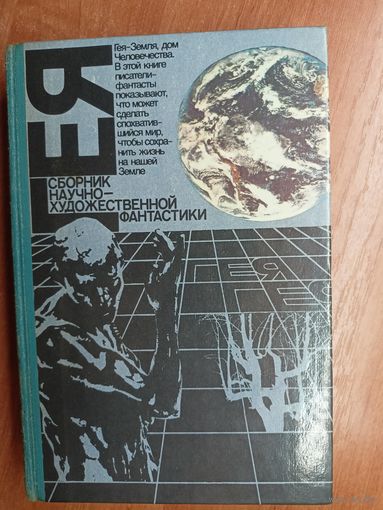 ГЕЯ
Гея-Земля, дом
Человечества.
В этой книге
писатели-
фантасты
показывают,
что может
сделать
спохватив-
шийся мир,
чтобы сохра-
нить жизнь
на нашей
Земле
СБОРНИК
НАУЧНО-
ХУДОЖЕСТВЕННОЙ
ФАНТАСТИКИ
ГЕЯ
ГЕ